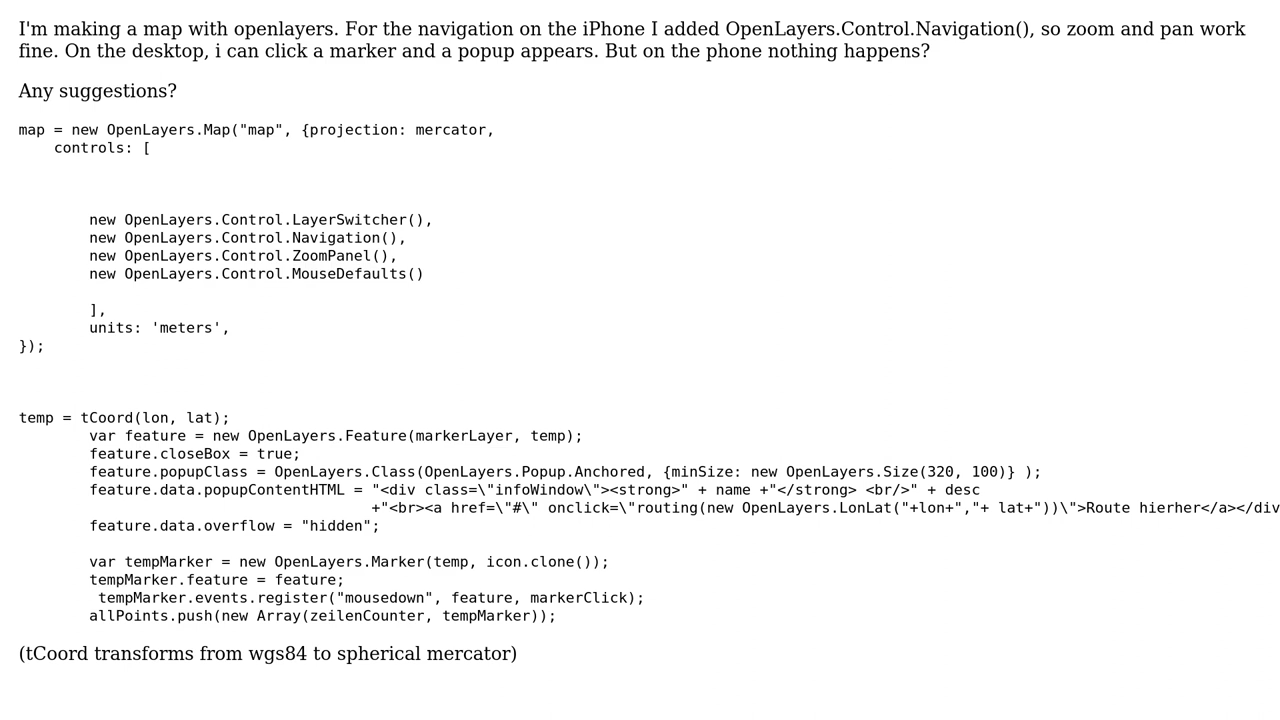 I'm making a map with openlayers. For the navigation on the iPhone I added OpenLayers.Control.Navigation(), so zoom and pan work
fine. On the desktop, i can click a marker and a popup appears. But on the phone nothing happens?
Any suggestions?
map = new OpenLayers.Map("map", {projection: mercator,
    controls: [
        new OpenLayers.Control.LayerSwitcher(),
        new OpenLayers.Control.Navigation(),
        new OpenLayers.Control.ZoomPanel(),
        new OpenLayers.Control.MouseDefaults()
        ],
        units: 'meters',
});
temp = tCoord(lon, lat);
        var feature = new OpenLayers.Feature(markerLayer, temp);
        feature.closeBox = true;
        feature.popupClass = OpenLayers.Class(OpenLayers.Popup.Anchored, {minSize: new OpenLayers.Size(320, 100)} );
        feature.data.popupContentHTML = "<div class=\"infoWindow\"><strong>" + name +"</strong> <br/>" + desc
                                        +"<br><a href=\"#\" onclick=\"routing(new OpenLayers.LonLat("+lon+","+ lat+"))\">Route hierher</a></div
        feature.data.overflow = "hidden";
        var tempMarker = new OpenLayers.Marker(temp, icon.clone());
        tempMarker.feature = feature;
         tempMarker.events.register("mousedown", feature, markerClick);
        allPoints.push(new Array(zeilenCounter, tempMarker));
(tCoord transforms from wgs84 to spherical mercator)